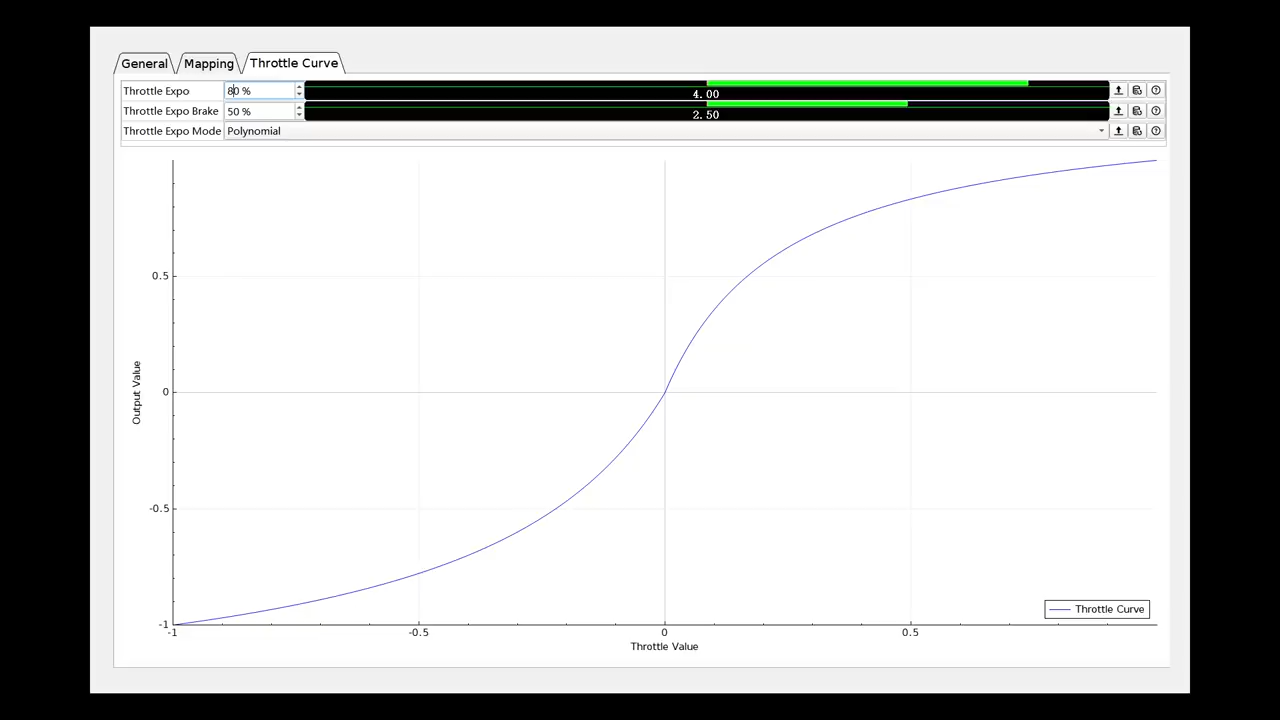 General Mapping Throttle Curve
Throttle Expo 80 % 4.00
Throttle Expo Brake 50 % 2.50
Throttle Expo Mode Polynomial
0.5
0
-0.5
-1
Output Value
-1 -0.5 0 0.5
Throttle Value
Throttle Curve